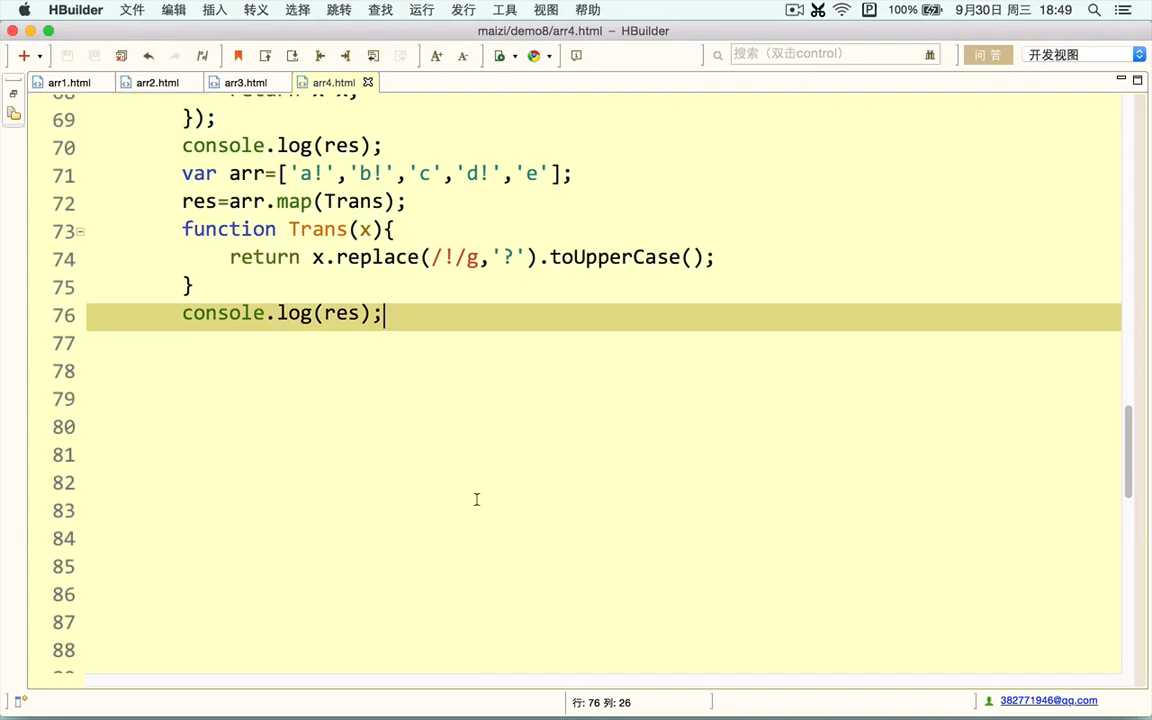 HBuilder 文件 编辑 插入 转义 选择 跳转 查找 运行 发行 工具 视图 帮助 100% 9月30日 周三 18:49
maizi/demo8/arr4.html – HBuilder
搜索（双击control） 问 答 开发视图
arr1.html arr2.html arr3.html arr4.html
69 });
70 console.log(res);
71 var arr=['a!','b!','c','d!','e'];
72 res=arr.map(Trans);
73 function Trans(x){
74 return x.replace(/!/g,'?').toUpperCase();
75 }
76 console.log(res);
77
78
79
80
81
82
83
84
85
86
87
88
行: 76 列: 26 382771946@qq.com